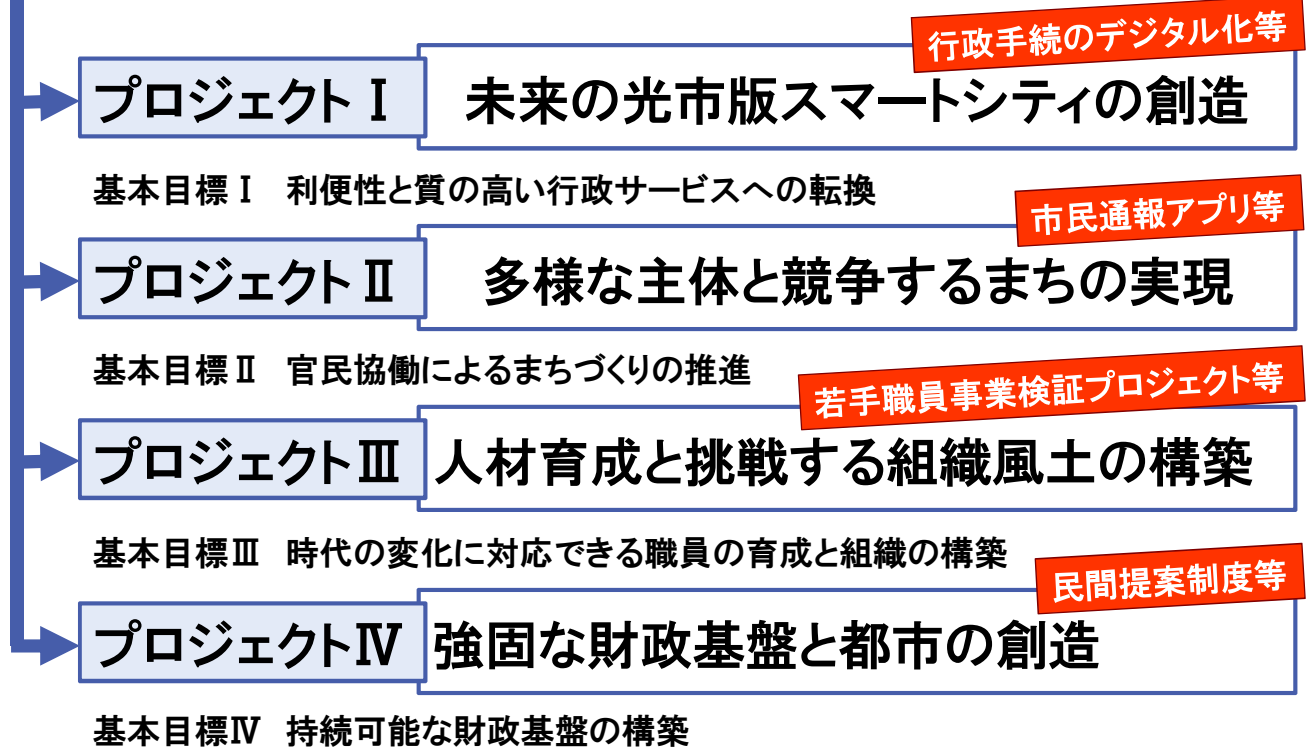 行政手続のデジタル化等
プロジェクトⅠ 未来の光市版スマートシティの創造
基本目標Ⅰ 利便性と質の高い行政サービスへの転換
市民通報アプリ等
プロジェクトⅡ 多様な主体と競争するまちの実現
基本目標Ⅱ 官民協働によるまちづくりの推進
若手職員事業検証プロジェクト等
プロジェクトⅢ 人材育成と挑戦する組織風土の構築
基本目標Ⅲ 時代の変化に対応できる職員の育成と組織の構築
民間提案制度等
プロジェクトⅣ 強固な財政基盤と都市の創造
基本目標Ⅳ 持続可能な財政基盤の構築